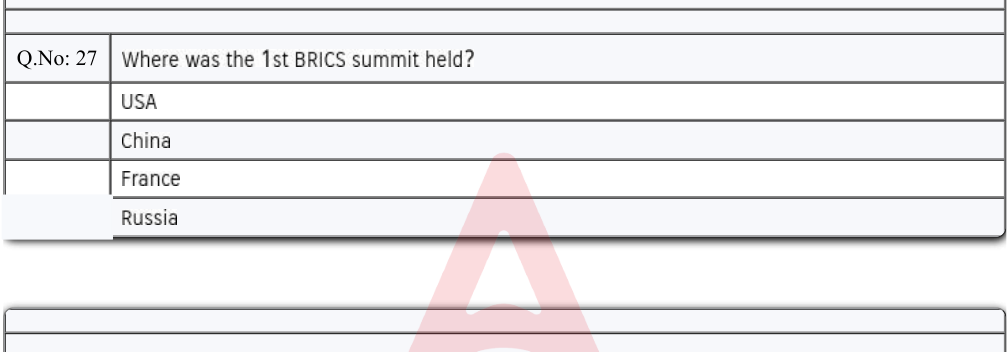 Q.No: 27 Where was the 1st BRICS summit held?
USA
China
France
Russia